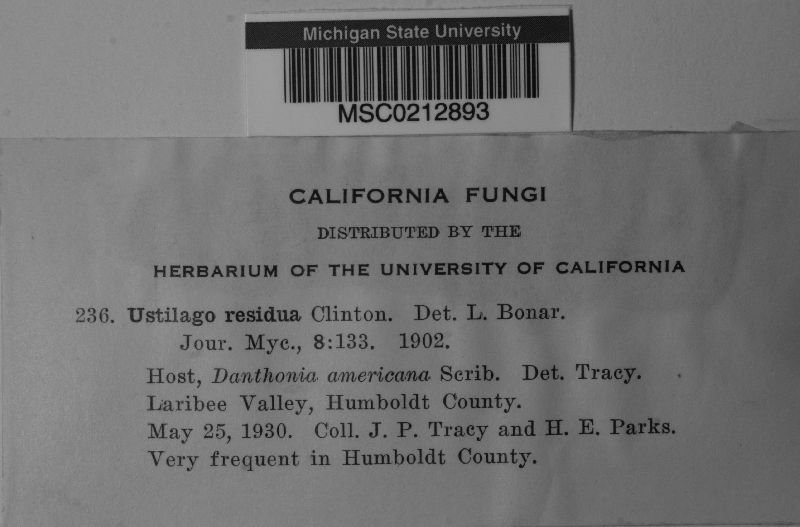 Michigan State University
MSC0212893
CALIFORNIA FUNGI
DISTRIBUTED BY THE
HERBARIUM OF THE UNIVERSITY OF CALIFORNIA
236. Ustilago residua Clinton. Det. L. Bonar.
Jour. Myc., 8:133. 1902.
Host, Danthonia americana Scrib. Det. Tracy.
Laribee Valley, Humboldt County.
May 25, 1930. Coll. J. P. Tracy and H. E. Parks.
Very frequent in Humboldt County.